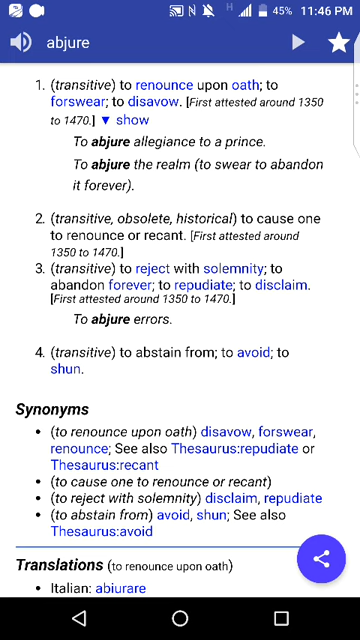 H 45% 11:46 PM
abjure
1. (transitive) to renounce upon oath; to
forswear; to disavow. [First attested around 1350
to 1470.] ▼ show
To abjure allegiance to a prince.
To abjure the realm (to swear to abandon
it forever).
2. (transitive, obsolete, historical) to cause one
to renounce or recant. [First attested around
1350 to 1470.]
3. (transitive) to reject with solemnity; to
abandon forever; to repudiate; to disclaim.
[First attested around 1350 to 1470.]
To abjure errors.
4. (transitive) to abstain from; to avoid; to
shun.
Synonyms
• (to renounce upon oath) disavow, forswear,
renounce; See also Thesaurus:repudiate or
Thesaurus:recant
• (to cause one to renounce or recant)
• (to reject with solemnity) disclaim, repudiate
• (to abstain from) avoid, shun; See also
Thesaurus:avoid
Translations (to renounce upon oath)
• Italian: abiurare